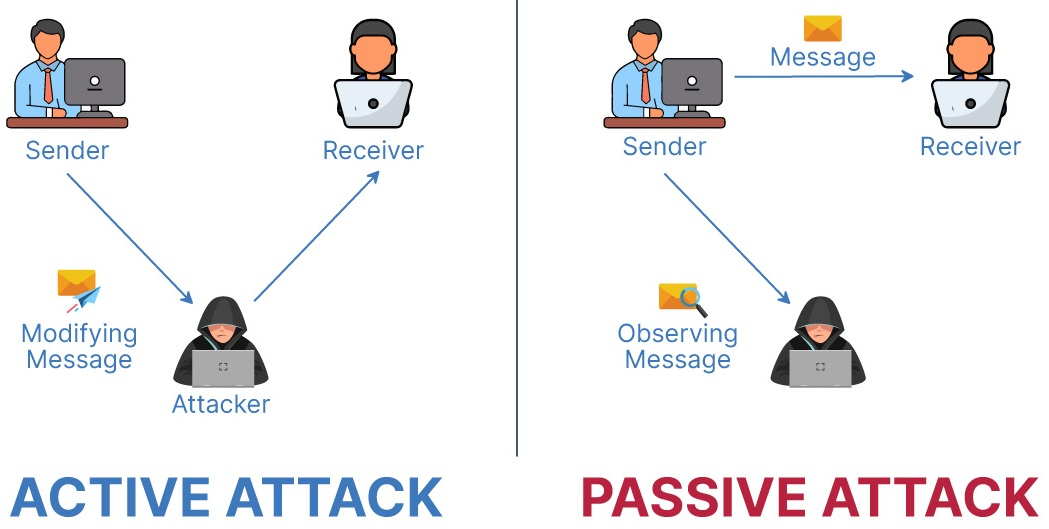 Sender
Receiver
Modifying
Message
Attacker
ACTIVE ATTACK
Message
Sender
Receiver
Observing
Message
PASSIVE ATTACK